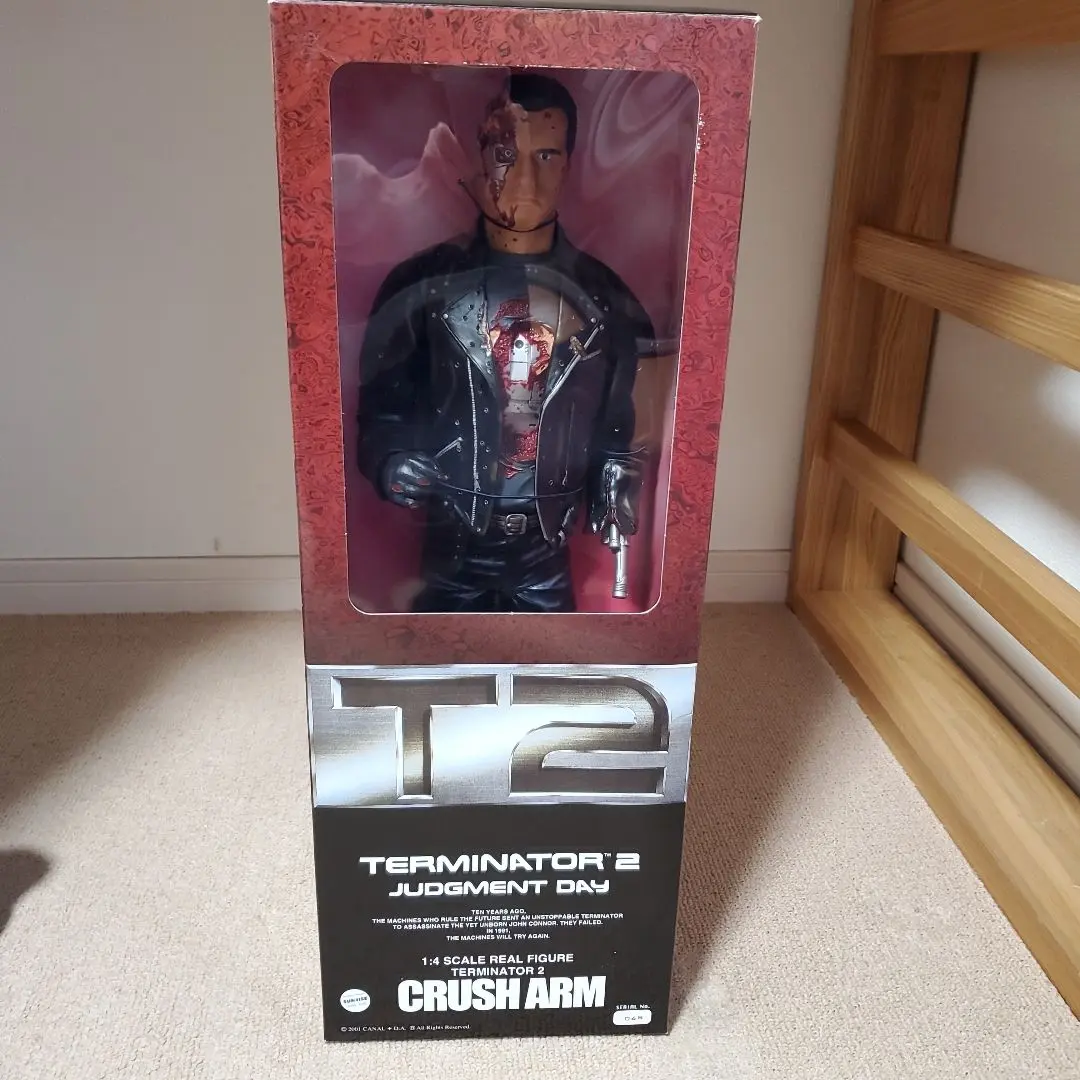 T2
TERMINATOR™ 2
JUDGMENT DAY
TEN YEARS AGO,
THE MACHINES WHO RULE THE FUTURE SENT AN UNSTOPPABLE TERMINATOR
TO ASSASSINATE THE YET UNBORN JOHN CONNOR. THEY FAILED.
IN 1991,
THE MACHINES WILL TRY AGAIN.
1:4 SCALE REAL FIGURE
TERMINATOR 2
CRUSH ARM
SERIAL No.
© 2001 CANAL + D.A. All Rights Reserved.